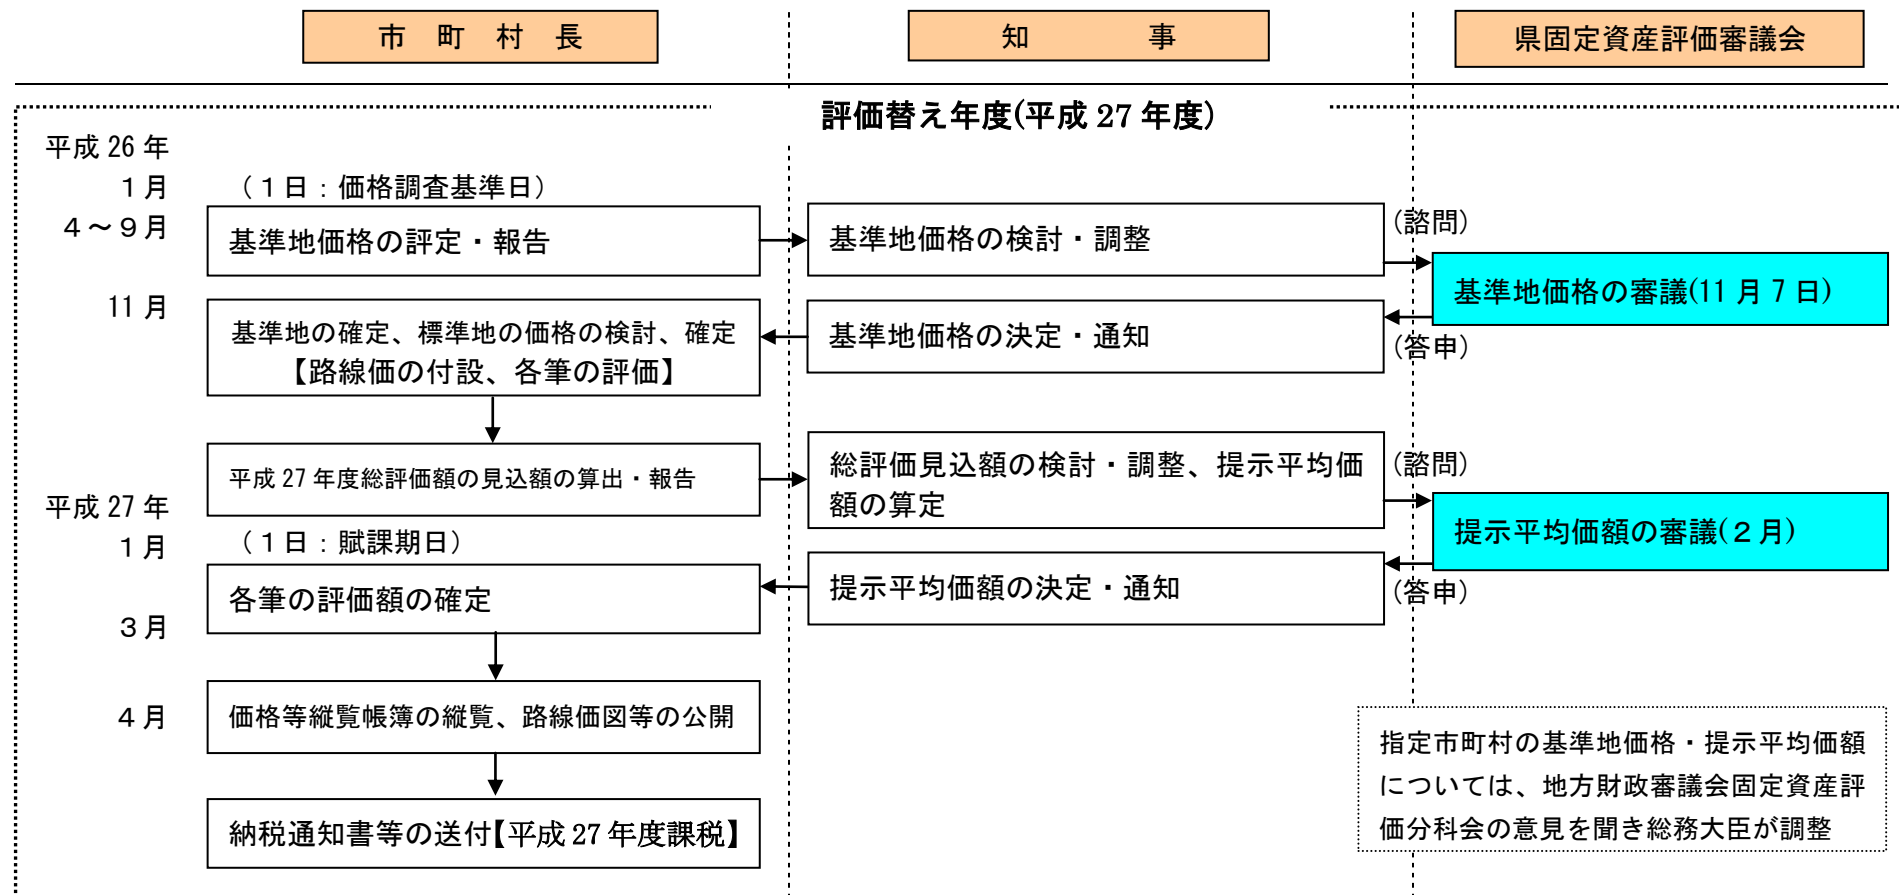 市　町　村　長
知　　　事
県固定資産評価審議会
評価替え年度(平成 27 年度)
平成 26 年
１月
（１日：価格調査基準日）
４～９月
基準地価格の評定・報告
基準地価格の検討・調整
(諮問)
基準地価格の審議(11 月 7 日)
11 月
基準地の確定、標準地の価格の検討、確定
【路線価の付設、各筆の評価】
基準地価格の決定・通知
(答申)
平成 27 年度総評価額の見込額の算出・報告
総評価見込額の検討・調整、提示平均価
額の算定
(諮問)
提示平均価額の審議(２月)
平成 27 年
１月
（１日：賦課期日）
各筆の評価額の確定
提示平均価額の決定・通知
(答申)
３月
４月
価格等縦覧帳簿の縦覧、路線価図等の公開
納税通知書等の送付【平成 27 年度課税】
指定市町村の基準地価格・提示平均価額
については、地方財政審議会固定資産評
価分科会の意見を聞き総務大臣が調整